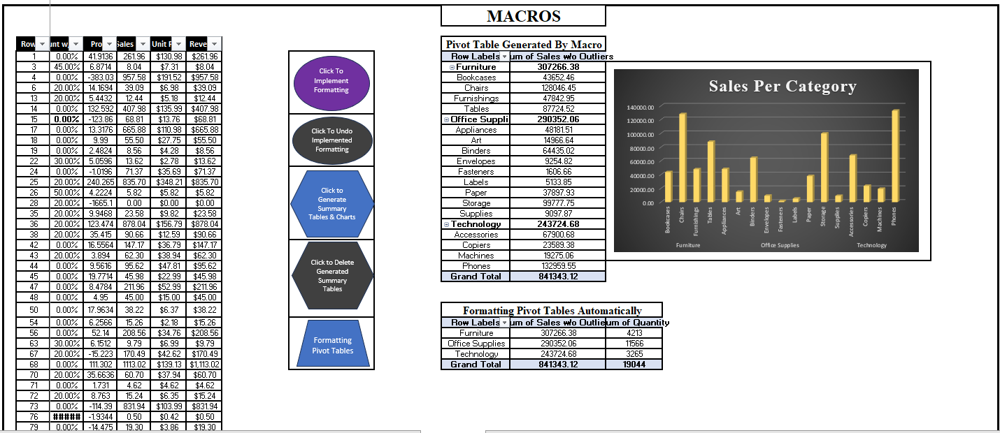 MACROS
Row unt w Pro Sales Unit P Reve
1 0.00% 41.9136 261.96 $130.98 $261.96
3 45.00% 6.8714 8.04 $7.31 $8.04
4 0.00% -383.03 957.58 $191.52 $957.58
6 20.00% 14.1694 39.09 $6.98 $39.09
13 20.00% 5.4432 12.44 $5.18 $12.44
14 0.00% 132.592 407.98 $135.99 $407.98
15 0.00% -123.86 68.81 $13.76 $68.81
17 0.00% 13.3176 665.88 $110.98 $665.88
18 0.00% 9.99 55.50 $27.75 $55.50
19 0.00% 2.4824 8.56 $4.28 $8.56
22 30.00% 5.0596 13.62 $2.78 $13.62
24 0.00% -1.0196 71.37 $35.69 $71.37
25 20.00% 240.265 835.70 $348.21 $835.70
26 50.00% 4.2224 5.82 $5.82 $5.82
28 20.00% -1665.1 0.00 $0.00 $0.00
35 20.00% 9.9468 23.58 $9.82 $23.58
36 20.00% 123.474 878.04 $156.79 $878.04
38 20.00% 35.415 90.66 $12.59 $90.66
42 0.00% 16.5564 147.17 $36.79 $147.17
43 20.00% 3.894 62.30 $38.94 $62.30
44 0.00% 9.5616 95.62 $47.81 $95.62
45 0.00% 19.7714 45.98 $22.99 $45.98
47 0.00% 8.4784 211.96 $52.99 $211.96
48 0.00% 4.95 45.00 $15.00 $45.00
50 0.00% 17.9634 38.22 $6.37 $38.22
54 0.00% 6.2566 15.26 $2.18 $15.26
56 0.00% 52.14 208.56 $34.76 $208.56
63 30.00% 6.1512 9.79 $6.99 $9.79
67 20.00% -15.223 170.49 $42.62 $170.49
68 0.00% 111.302 1113.02 $139.13 $1,113.02
70 20.00% 35.6636 60.70 $37.94 $60.70
71 0.00% 1.731 4.62 $4.62 $4.62
72 20.00% 8.763 15.24 $6.35 $15.24
73 0.00% -114.39 831.94 $103.99 $831.94
76 ##### -1.9344 0.50 $0.42 $0.50
79 0.00% -14.475 19.30 $3.86 $19.30
Click To
Implement
Formatting
Click To Undo
Implemented
Formatting
Click to
Generate
Summary
Tables & Charts
Click to Delete
Generated
Summary
Tables
Formatting
Pivot Tables
Pivot Table Generated By Macro
Row Labels um of Sales w/o Outliers
Furniture 307266.38
Bookcases 43652.46
Chairs 128046.45
Furnishings 47842.95
Tables 87724.52
Office Suppli 290352.06
Appliances 48181.51
Art 14966.64
Binders 64435.02
Envelopes 9254.82
Fasteners 1606.66
Labels 5133.85
Paper 37897.93
Storage 99777.75
Supplies 9097.87
Technology 243724.68
Accessories 67900.68
Copiers 23589.38
Machines 19275.06
Phones 132959.55
Grand Total 841343.12
Sales Per Category
140000.00
120000.00
100000.00
80000.00
60000.00
40000.00
20000.00
0.00
Bookcases
Chairs
Furnishings
Tables
Appliances
Art
Binders
Envelopes
Fasteners
Labels
Paper
Storage
Supplies
Accessories
Copiers
Machines
Phones
Furniture Office Supplies Technology
Formatting Pivot Tables Automatically
Row Labels um of Sales w/o Outlie um of Quantity
Furniture 307266.38 4213
Office Supplies 290352.06 11566
Technology 243724.68 3265
Grand Total 841343.12 19044